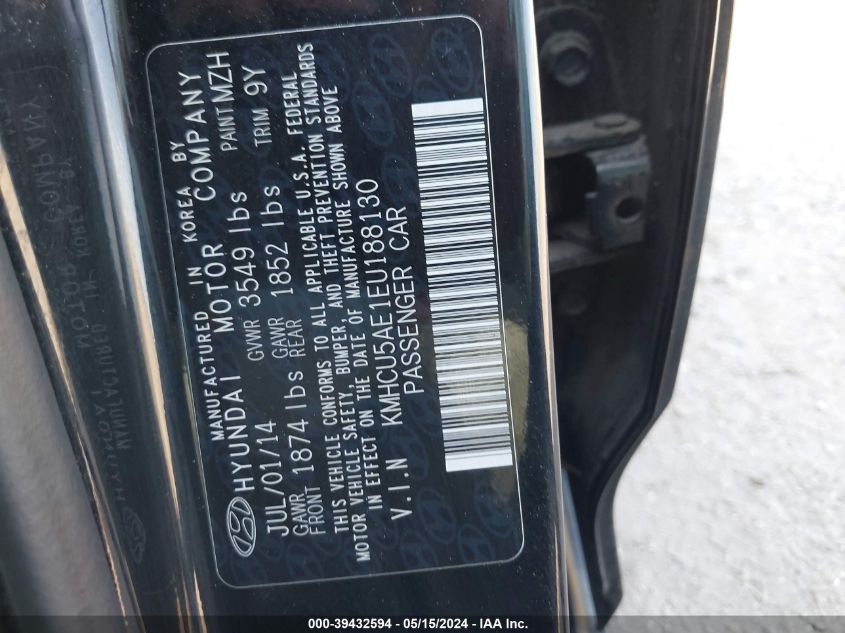 MANUFACTURED IN KOREA BY
HYUNDAI MOTOR COMPANY
JUL/01/14 GVWR 3549 lbs PAINT MZH
GAWR FRONT 1874 lbs GAWR REAR 1852 lbs TRIM 9Y
THIS VEHICLE CONFORMS TO ALL APPLICABLE U.S.A. FEDERAL
MOTOR VEHICLE SAFETY, BUMPER, AND THEFT PREVENTION STANDARDS
IN EFFECT ON THE DATE OF MANUFACTURE SHOWN ABOVE
V.I.N KMHCU5AE1EU188130
PASSENGER CAR
000-39432594 - 05/15/2024 - IAA Inc.